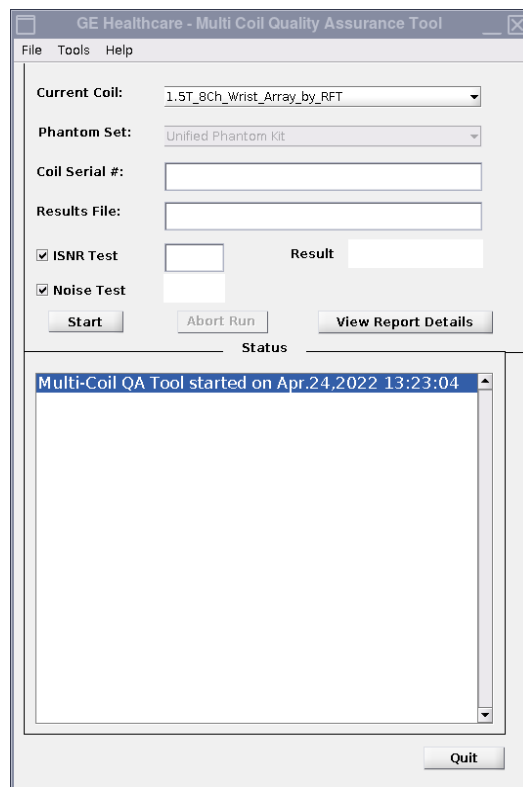 GE Healthcare - Multi Coil Quality Assurance Tool
File Tools Help
Current Coil: 1.5T_8Ch_Wrist_Array_by_RFT
Phantom Set: Unified Phantom Kit
Coil Serial #:
Results File:
ISNR Test Result
Noise Test
Start Abort Run View Report Details
Status
Multi-Coil QA Tool started on Apr.24,2022 13:23:04
Quit